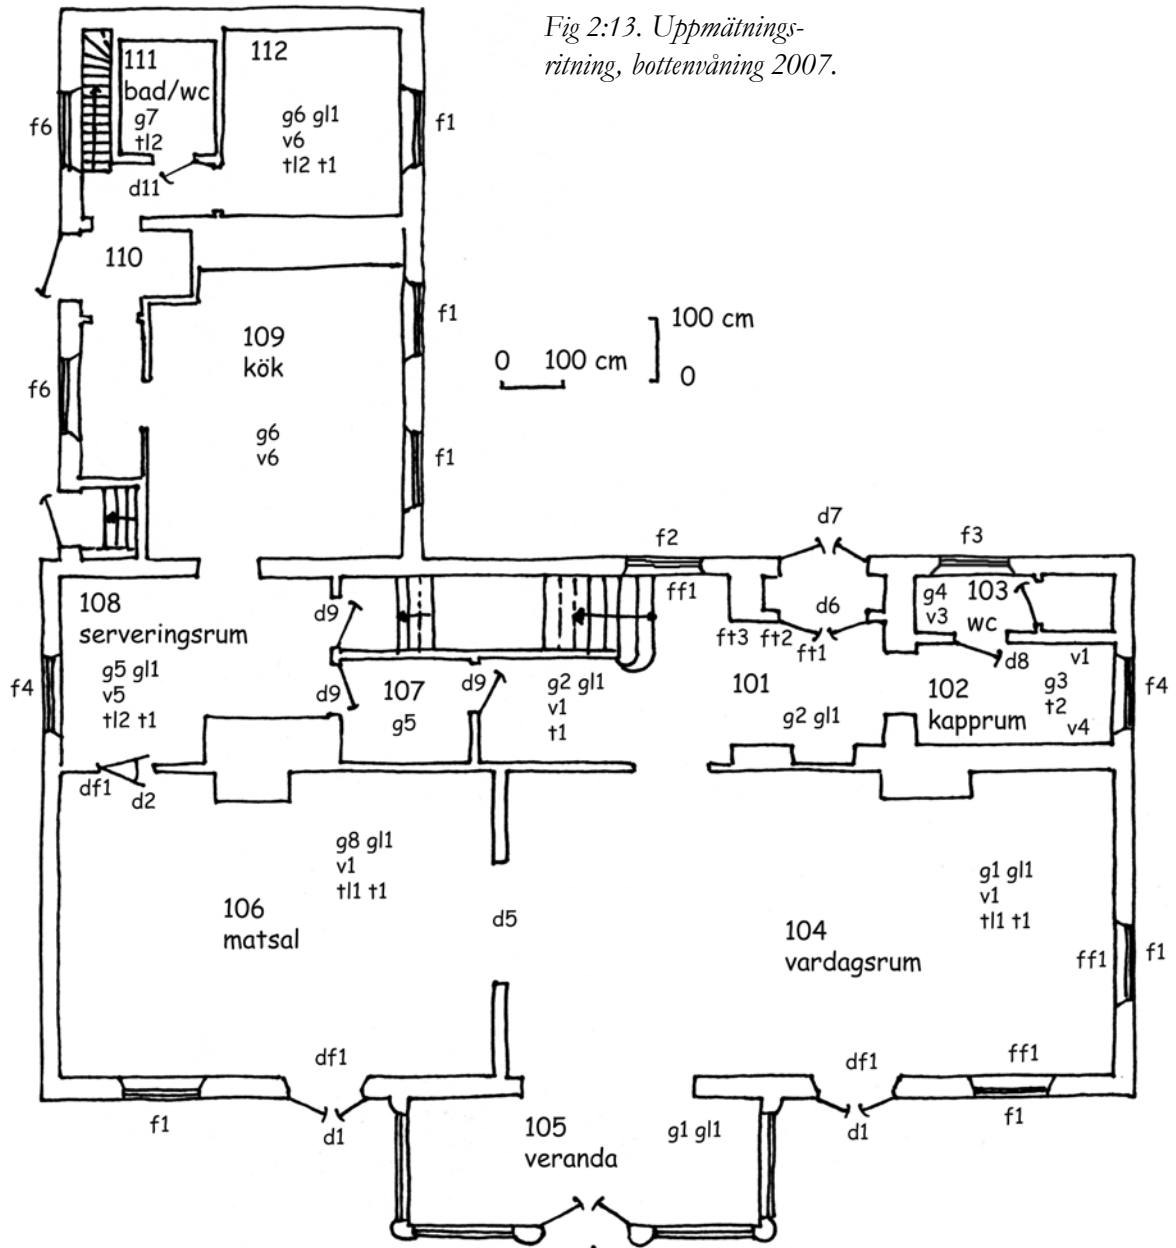 Fig 2:13. Uppmätnings-
ritning, bottenvåning 2007.
111
bad/wc
g7
tl2
112
g6 gl1
v6
tl2 t1
f6
f1
d11
110
109
kök
f1
100 cm
0
0 100 cm
f6
g6
v6
f1
d7
f2
f3
ff1
108
serveringsrum
g5 gl1
v5
tl2 t1
d9
d6
g4
v3
103
wc
ft3
ft2
ft1
d8
v1
f4
d9
107
g5
d9
g2 gl1
v1
t1
101
g2 gl1
102
kapprum
g3
t2
v4
f4
df1
d2
g8 gl1
v1
tl1 t1
g1 gl1
v1
tl1 t1
106
matsal
d5
104
vardagsrum
ff1
f1
df1
df1
ff1
f1
d1
105
veranda
g1 gl1
d1
f1